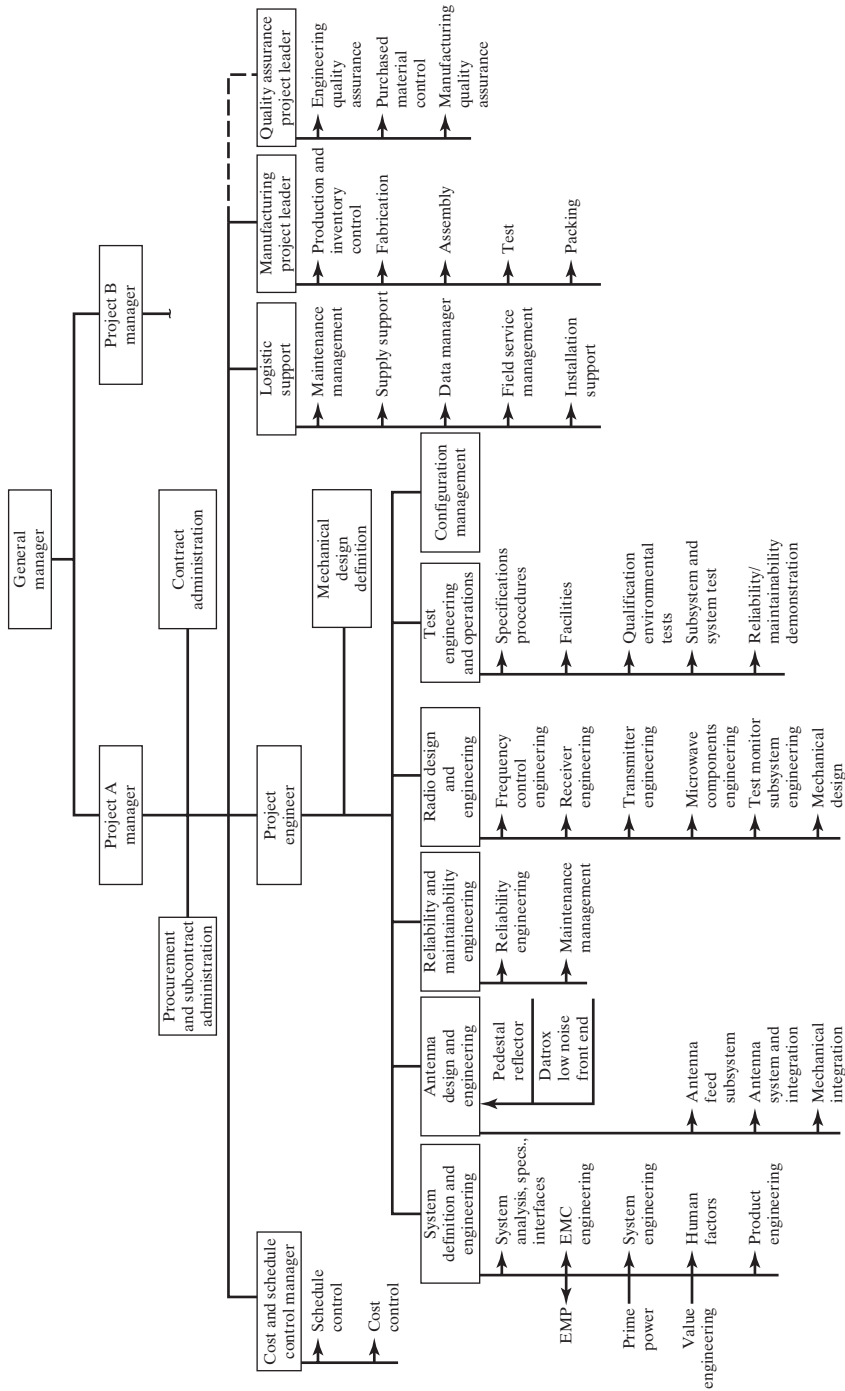 General
manager
Project A
manager
Project B
manager
Procurement
and subcontract
administration
Contract
administration
Cost and schedule
control manager
Schedule
control
Cost
control
Project
engineer
Logistic
support
Maintenance
management
Supply support
Data manager
Field service
management
Installation
support
Manufacturing
project leader
Production and
inventory
control
Fabrication
Assembly
Test
Packing
Quality assurance
project leader
Engineering
quality
assurance
Purchased
material
control
Manufacturing
quality
assurance
Mechanical
design
definition
System
definition and
engineering
System
analysis, specs.,
interfaces
EMP
EMC
engineering
Prime
power
System
engineering
Value
engineering
Human
factors
Product
engineering
Antenna
design and
engineering
Pedestal
reflector
Datrox
low noise
front end
Antenna
feed
subsystem
Antenna
system and
integration
Mechanical
integration
Reliability and
maintainability
engineering
Reliability
engineering
Maintenance
management
Radio design
and
engineering
Frequency
control
engineering
Receiver
engineering
Transmitter
engineering
Microwave
components
engineering
Test monitor
subsystem
engineering
Mechanical
design
Test
engineering
and operations
Specifications
procedures
Facilities
Qualification
environmental
tests
Subsystem and
system test
Reliability/
maintainability
demonstration
Configuration
management